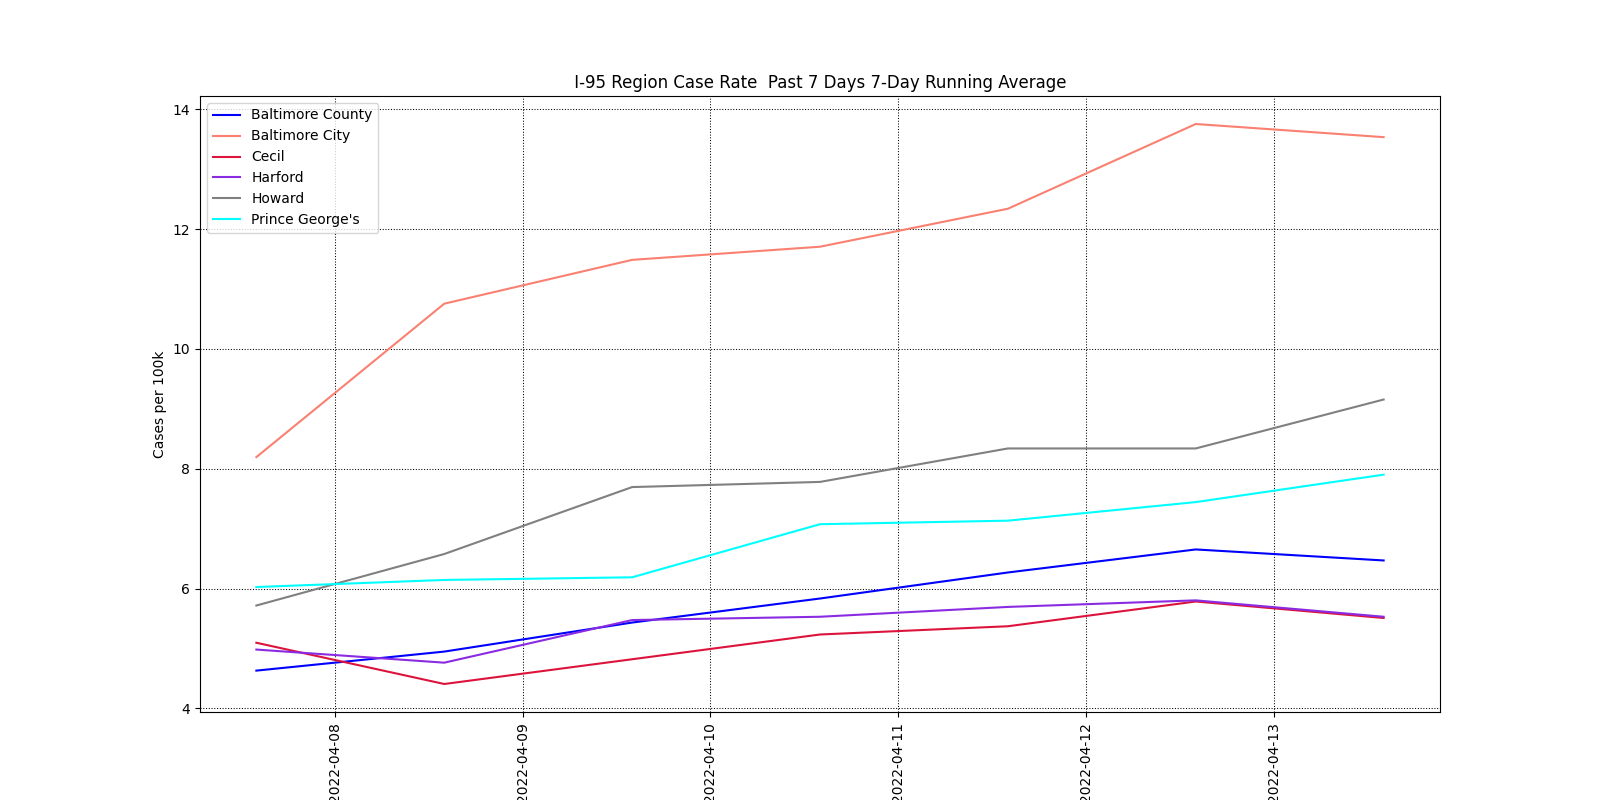 I-95 Region Case Rate  Past 7 Days 7-Day Running Average
14
12
10
8
6
4
Cases per 100k
Baltimore County
Baltimore City
Cecil
Harford
Howard
Prince George's
2022-04-08
2022-04-09
2022-04-10
2022-04-11
2022-04-12
2022-04-13